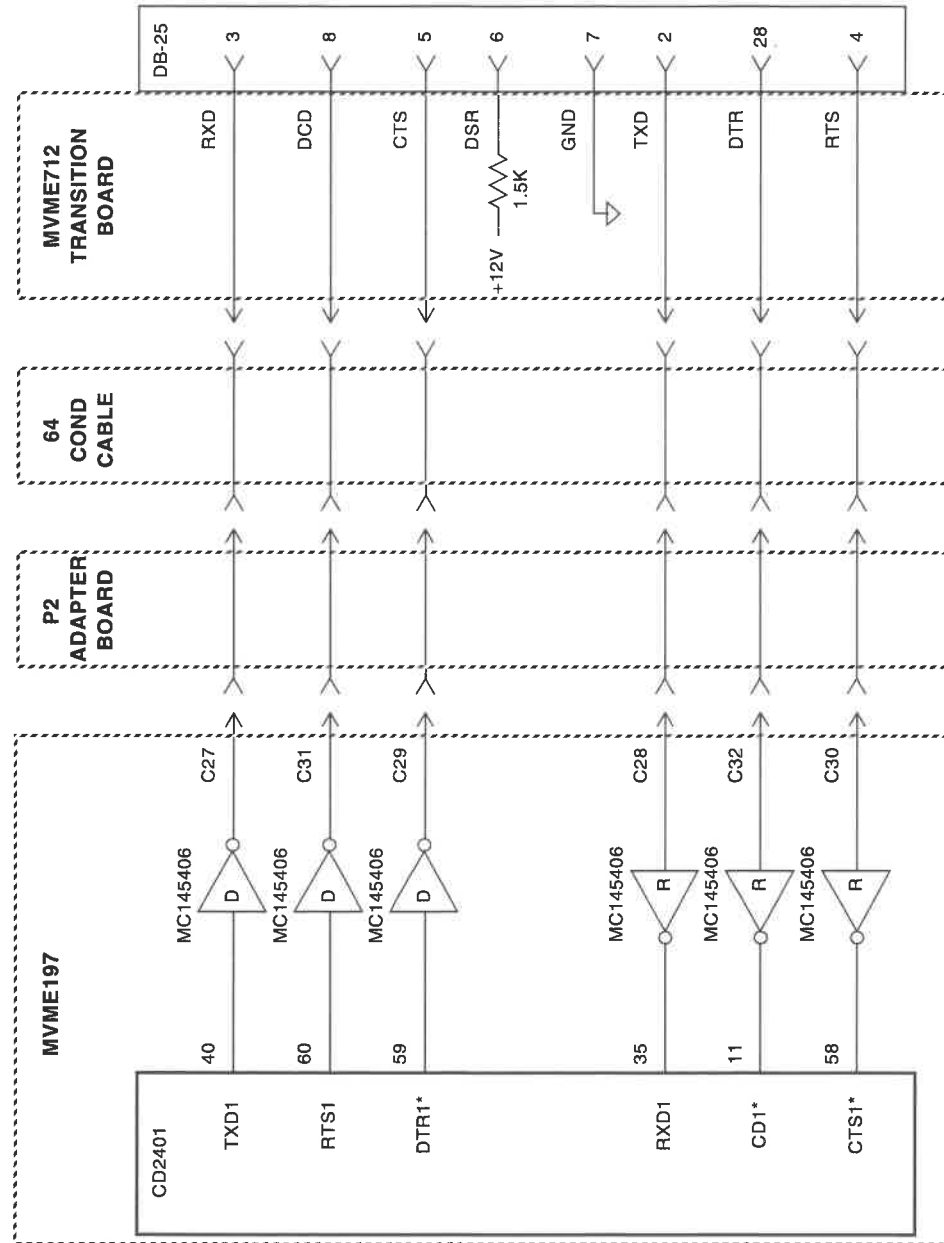 MVME197
P2
ADAPTER
BOARD
64
COND
CABLE
MVME712
TRANSITION
BOARD
CD2401
DB-25
TXD1
40
MC145406
D
C27
RXD
3
RTS1
60
MC145406
D
C31
DCD
8
DTR1*
59
MC145406
D
C29
CTS
5
+12V
1.5K
DSR
6
GND
7
RXD1
35
MC145406
R
C28
TXD
2
CD1*
11
MC145406
R
C32
DTR
28
CTS1*
58
MC145406
R
C30
RTS
4